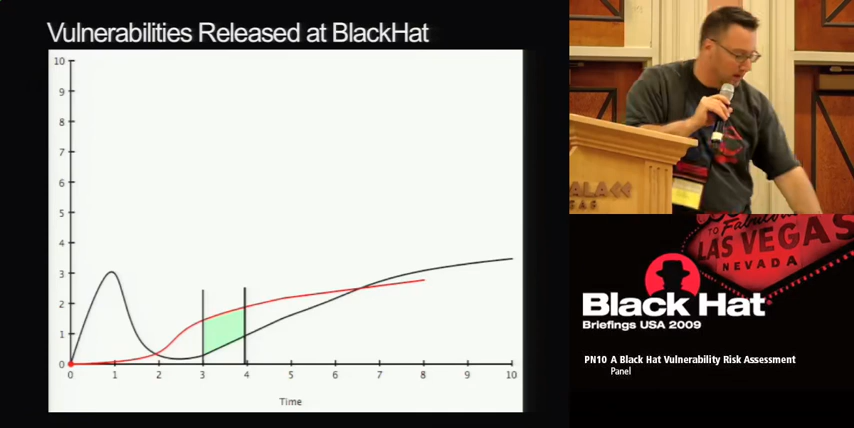 Vulnerabilities Released at BlackHat
10
9
8
7
6
5
4
3
2
1
0
0 1 2 3 4 5 6 7 8 9 10
Time
TO Fabulous
LAS VEGAS
NEVADA
Black Hat
Briefings USA 2009
PN10 A Black Hat Vulnerability Risk Assessment
Panel